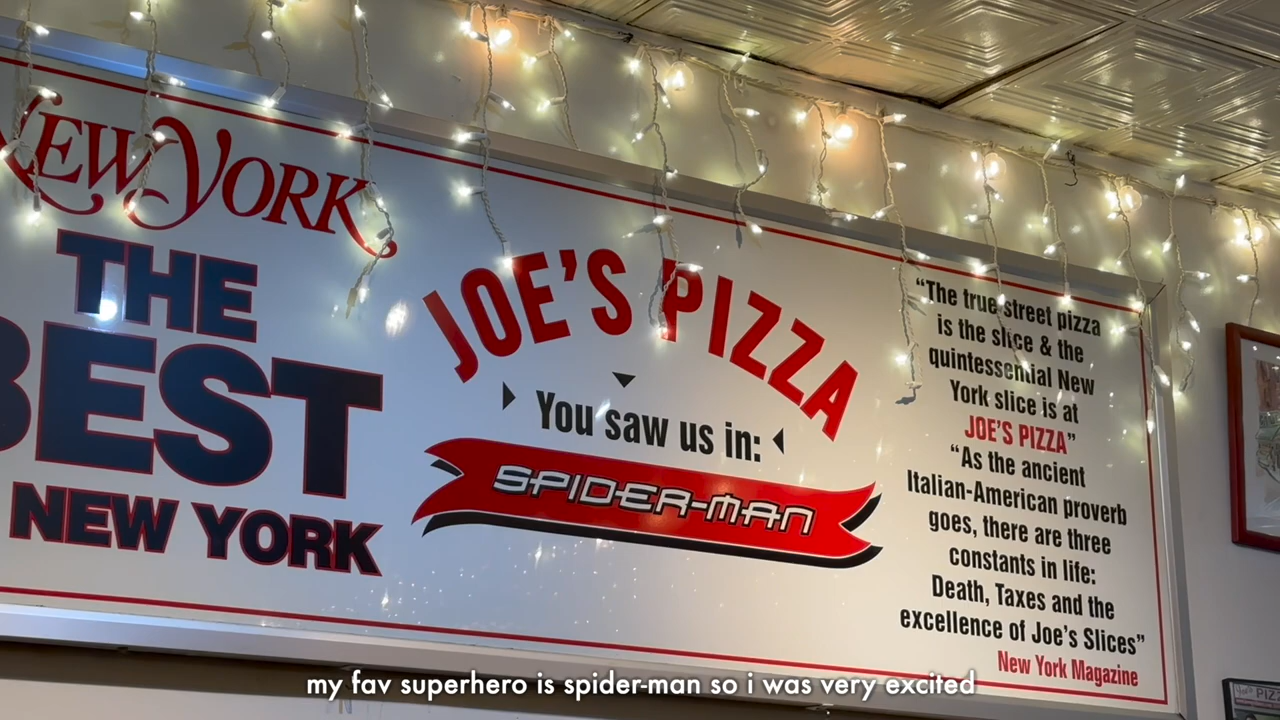 NEW YORK
THE
BEST
NEW YORK
JOE'S PIZZA
You saw us in:
SPIDER-MAN
“The true street pizza
is the slice & the
quintessential New
York slice is at
JOE'S PIZZA”
“As the ancient
Italian-American proverb
goes, there are three
constants in life:
Death, Taxes and the
excellence of Joe's Slices”
New York Magazine
my fav superhero is spider-man so i was very excited